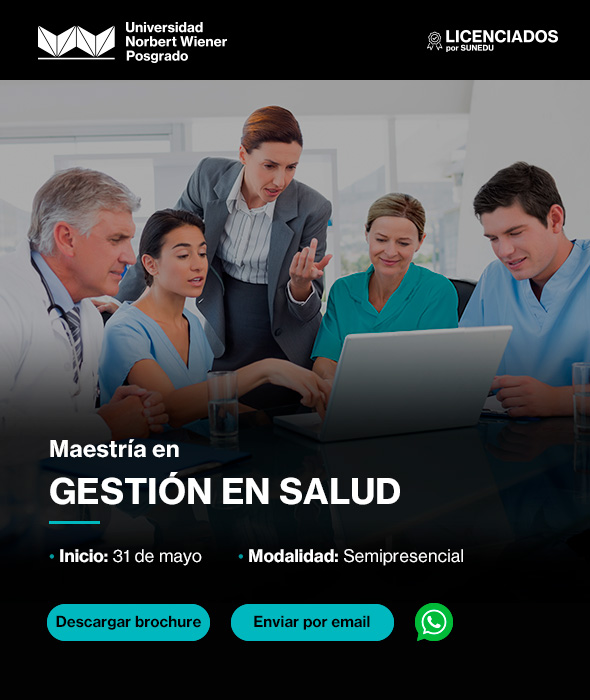 Universidad
Norbert Wiener
Posgrado
LICENCIADOS
por SUNEDU
Maestría en
GESTIÓN EN SALUD
• Inicio: 31 de mayo • Modalidad: Semipresencial
Descargar brochure Enviar por email